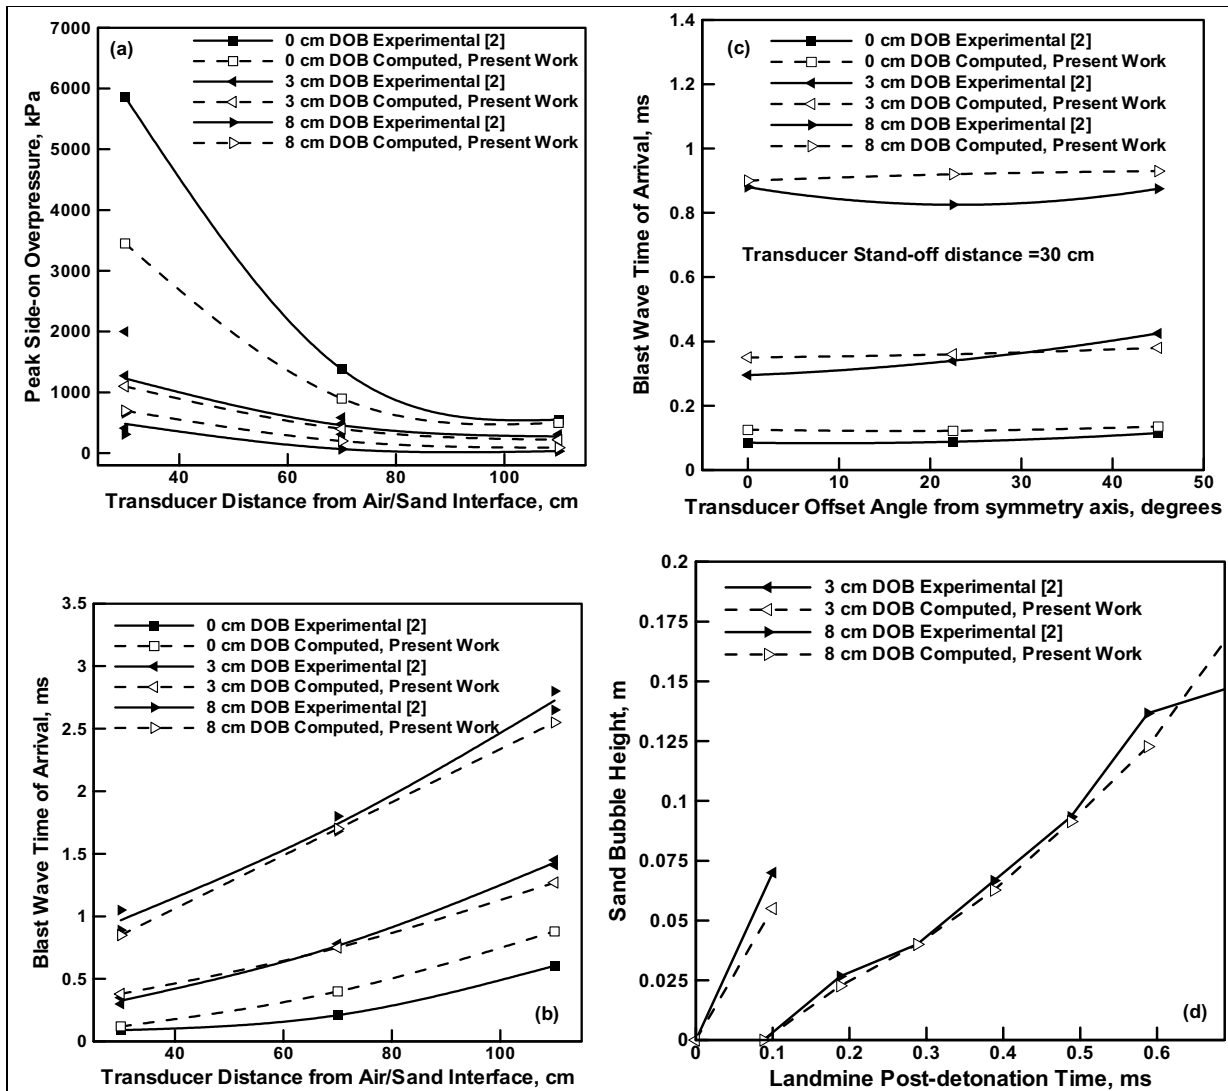 (a)
0 cm DOB Experimental [2]
0 cm DOB Computed, Present Work
3 cm DOB Experimental [2]
3 cm DOB Computed, Present Work
8 cm DOB Experimental [2]
8 cm DOB Computed, Present Work
Peak Side-on Overpressure, kPa
7000
6000
5000
4000
3000
2000
1000
0
40
60
80
100
Transducer Distance from Air/Sand Interface, cm
(c)
0 cm DOB Experimental [2]
0 cm DOB Computed, Present Work
3 cm DOB Experimental [2]
3 cm DOB Computed, Present Work
8 cm DOB Experimental [2]
8 cm DOB Computed, Present Work
Transducer Stand-off distance =30 cm
Blast Wave Time of Arrival, ms
1.4
1.2
1
0.8
0.6
0.4
0.2
0
0
10
20
30
40
50
Transducer Offset Angle from symmetry axis, degrees
0 cm DOB Experimental [2]
0 cm DOB Computed, Present Work
3 cm DOB Experimental [2]
3 cm DOB Computed, Present Work
8 cm DOB Experimental [2]
8 cm DOB Computed, Present Work
Blast Wave Time of Arrival, ms
3.5
3
2.5
2
1.5
1
0.5
0
(b)
40
60
80
100
Transducer Distance from Air/Sand Interface, cm
3 cm DOB Experimental [2]
3 cm DOB Computed, Present Work
8 cm DOB Experimental [2]
8 cm DOB Computed, Present Work
Sand Bubble Height, m
0.2
0.175
0.15
0.125
0.1
0.075
0.05
0.025
0
(d)
0
0.1
0.2
0.3
0.4
0.5
0.6
Landmine Post-detonation Time, ms